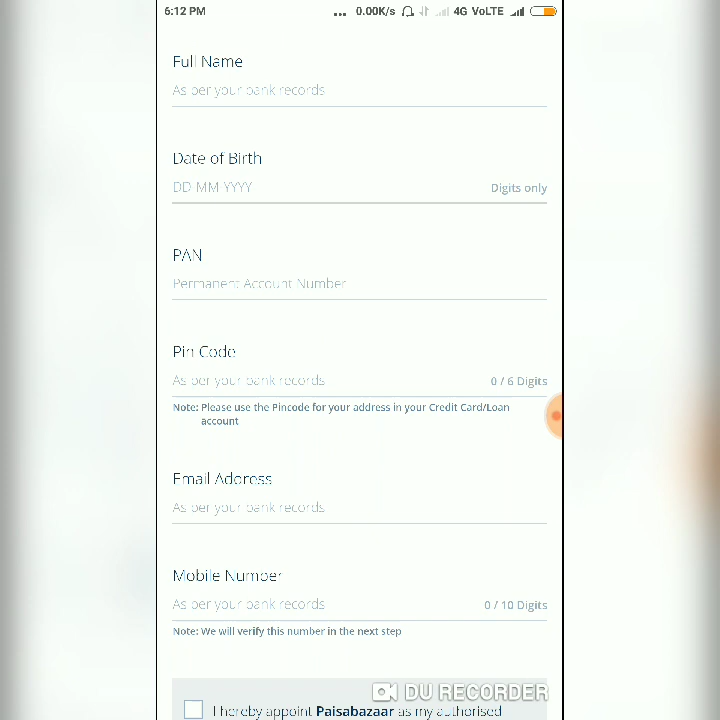 6:12 PM ... 0.00K/s 4G VoLTE
Full Name
As per your bank records
Date of Birth
DD MM YYYY Digits only
PAN
Permanent Account Number
Pin Code
As per your bank records 0 / 6 Digits
Note: Please use the Pincode for your address in your Credit Card/Loan
account
Email Address
As per your bank records
Mobile Number
As per your bank records 0 / 10 Digits
Note: We will verify this number in the next step
DU RECORDER
I hereby appoint Paisabazaar as my authorised